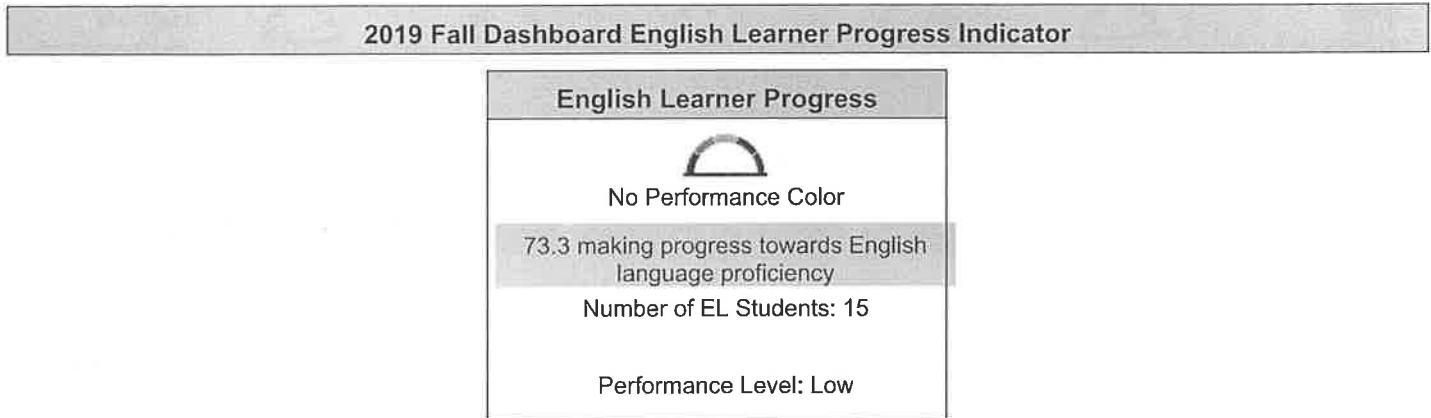 2019 Fall Dashboard English Learner Progress Indicator
English Learner Progress
No Performance Color
73.3 making progress towards English
language proficiency
Number of EL Students: 15
Performance Level: Low